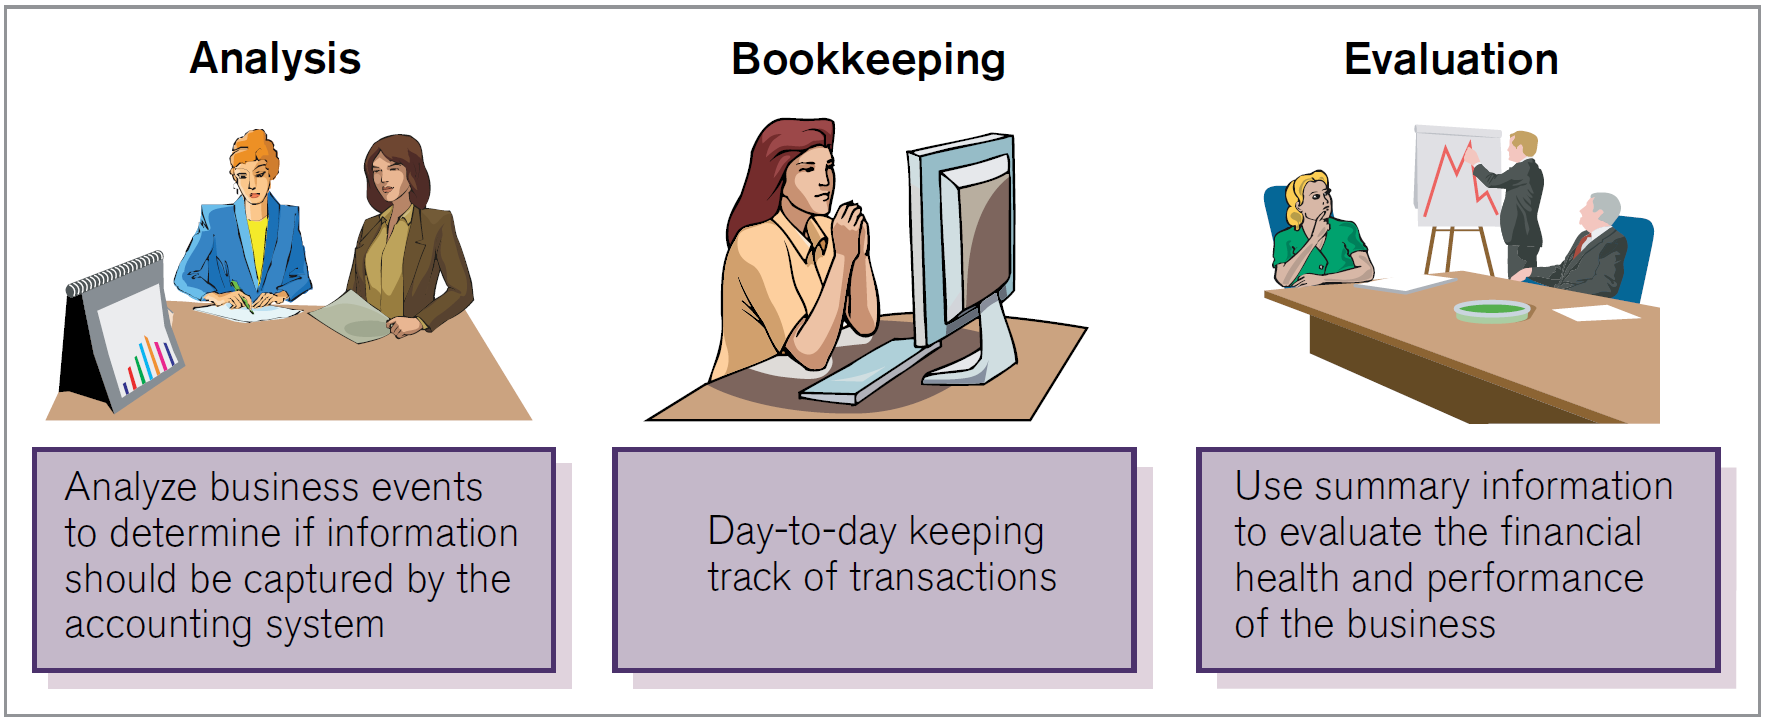 Analysis
Analyze business events
to determine if information
should be captured by the
accounting system
Bookkeeping
Day-to-day keeping
track of transactions
Evaluation
Use summary information
to evaluate the financial
health and performance
of the business